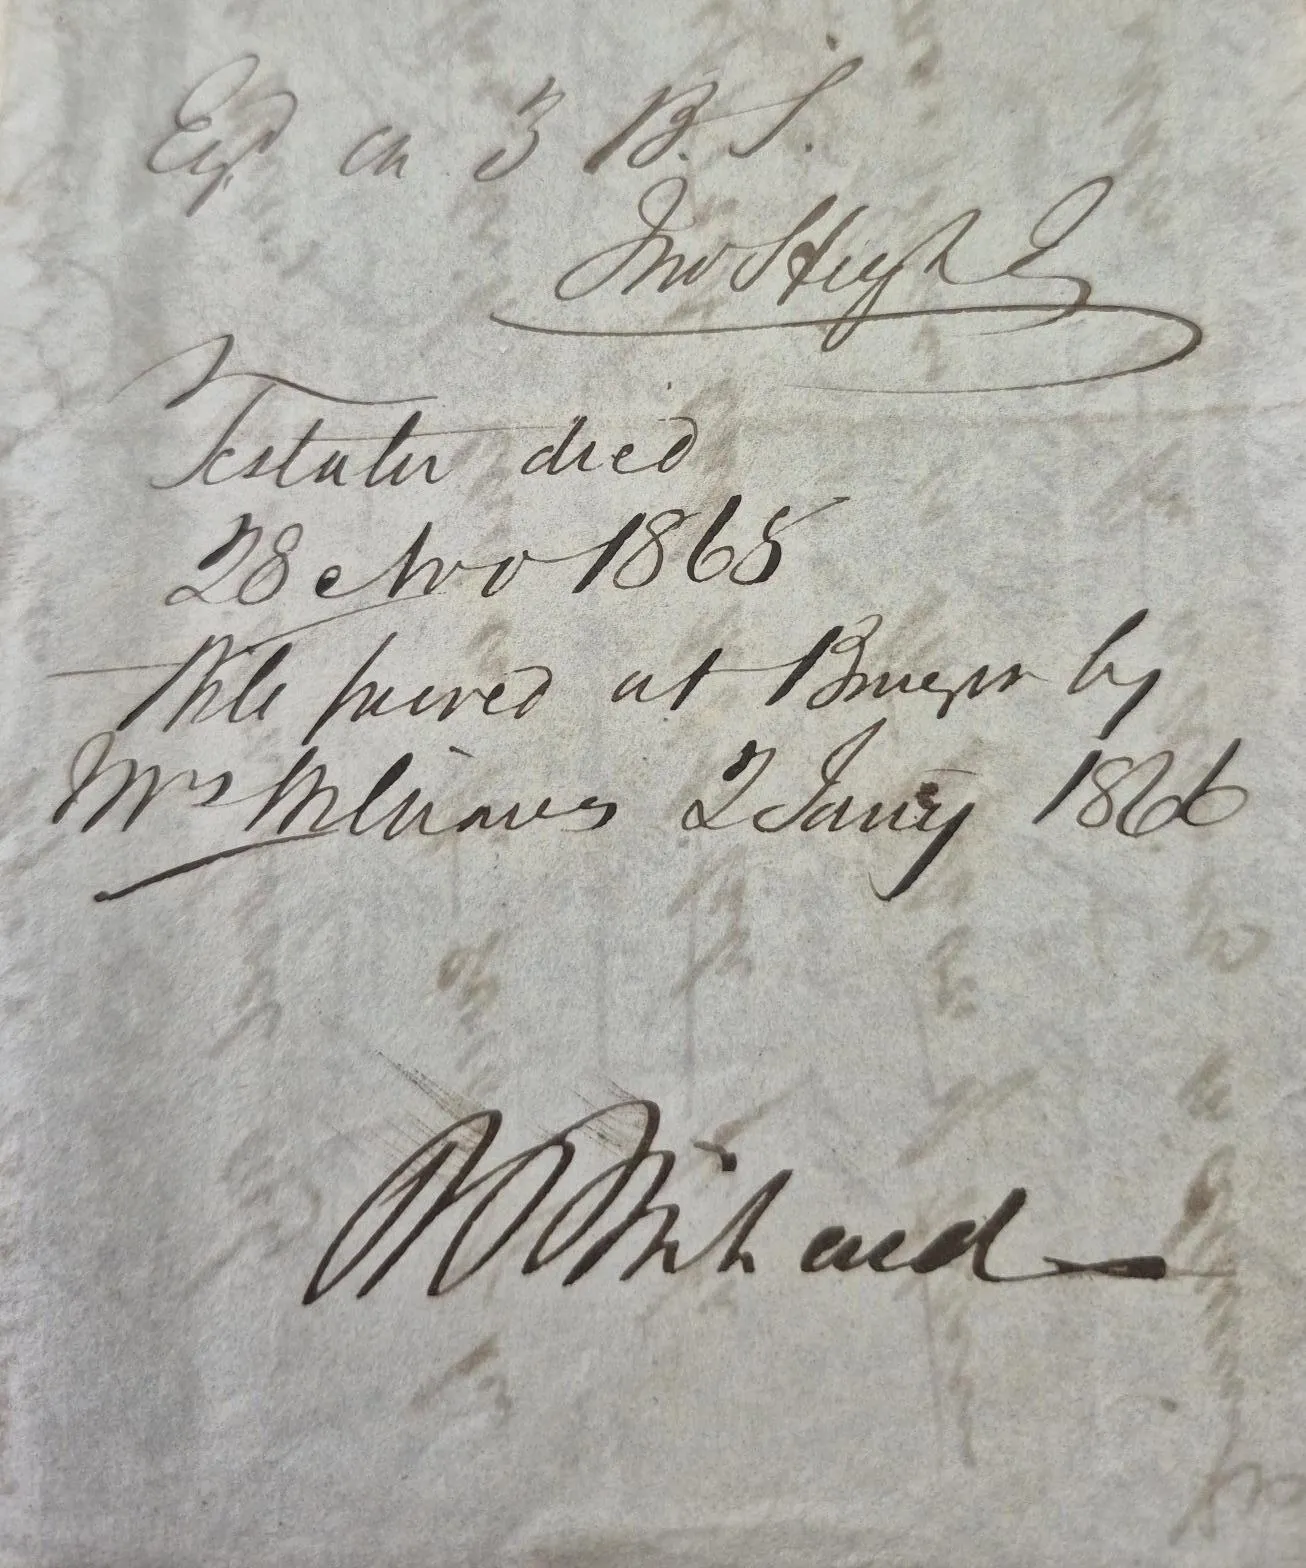 Exd on 3 B. S.
Jno Hugh
Testator died
28 Nov 1865
Will proved at Bangor by
Mrs Williams 2 Jany 1866